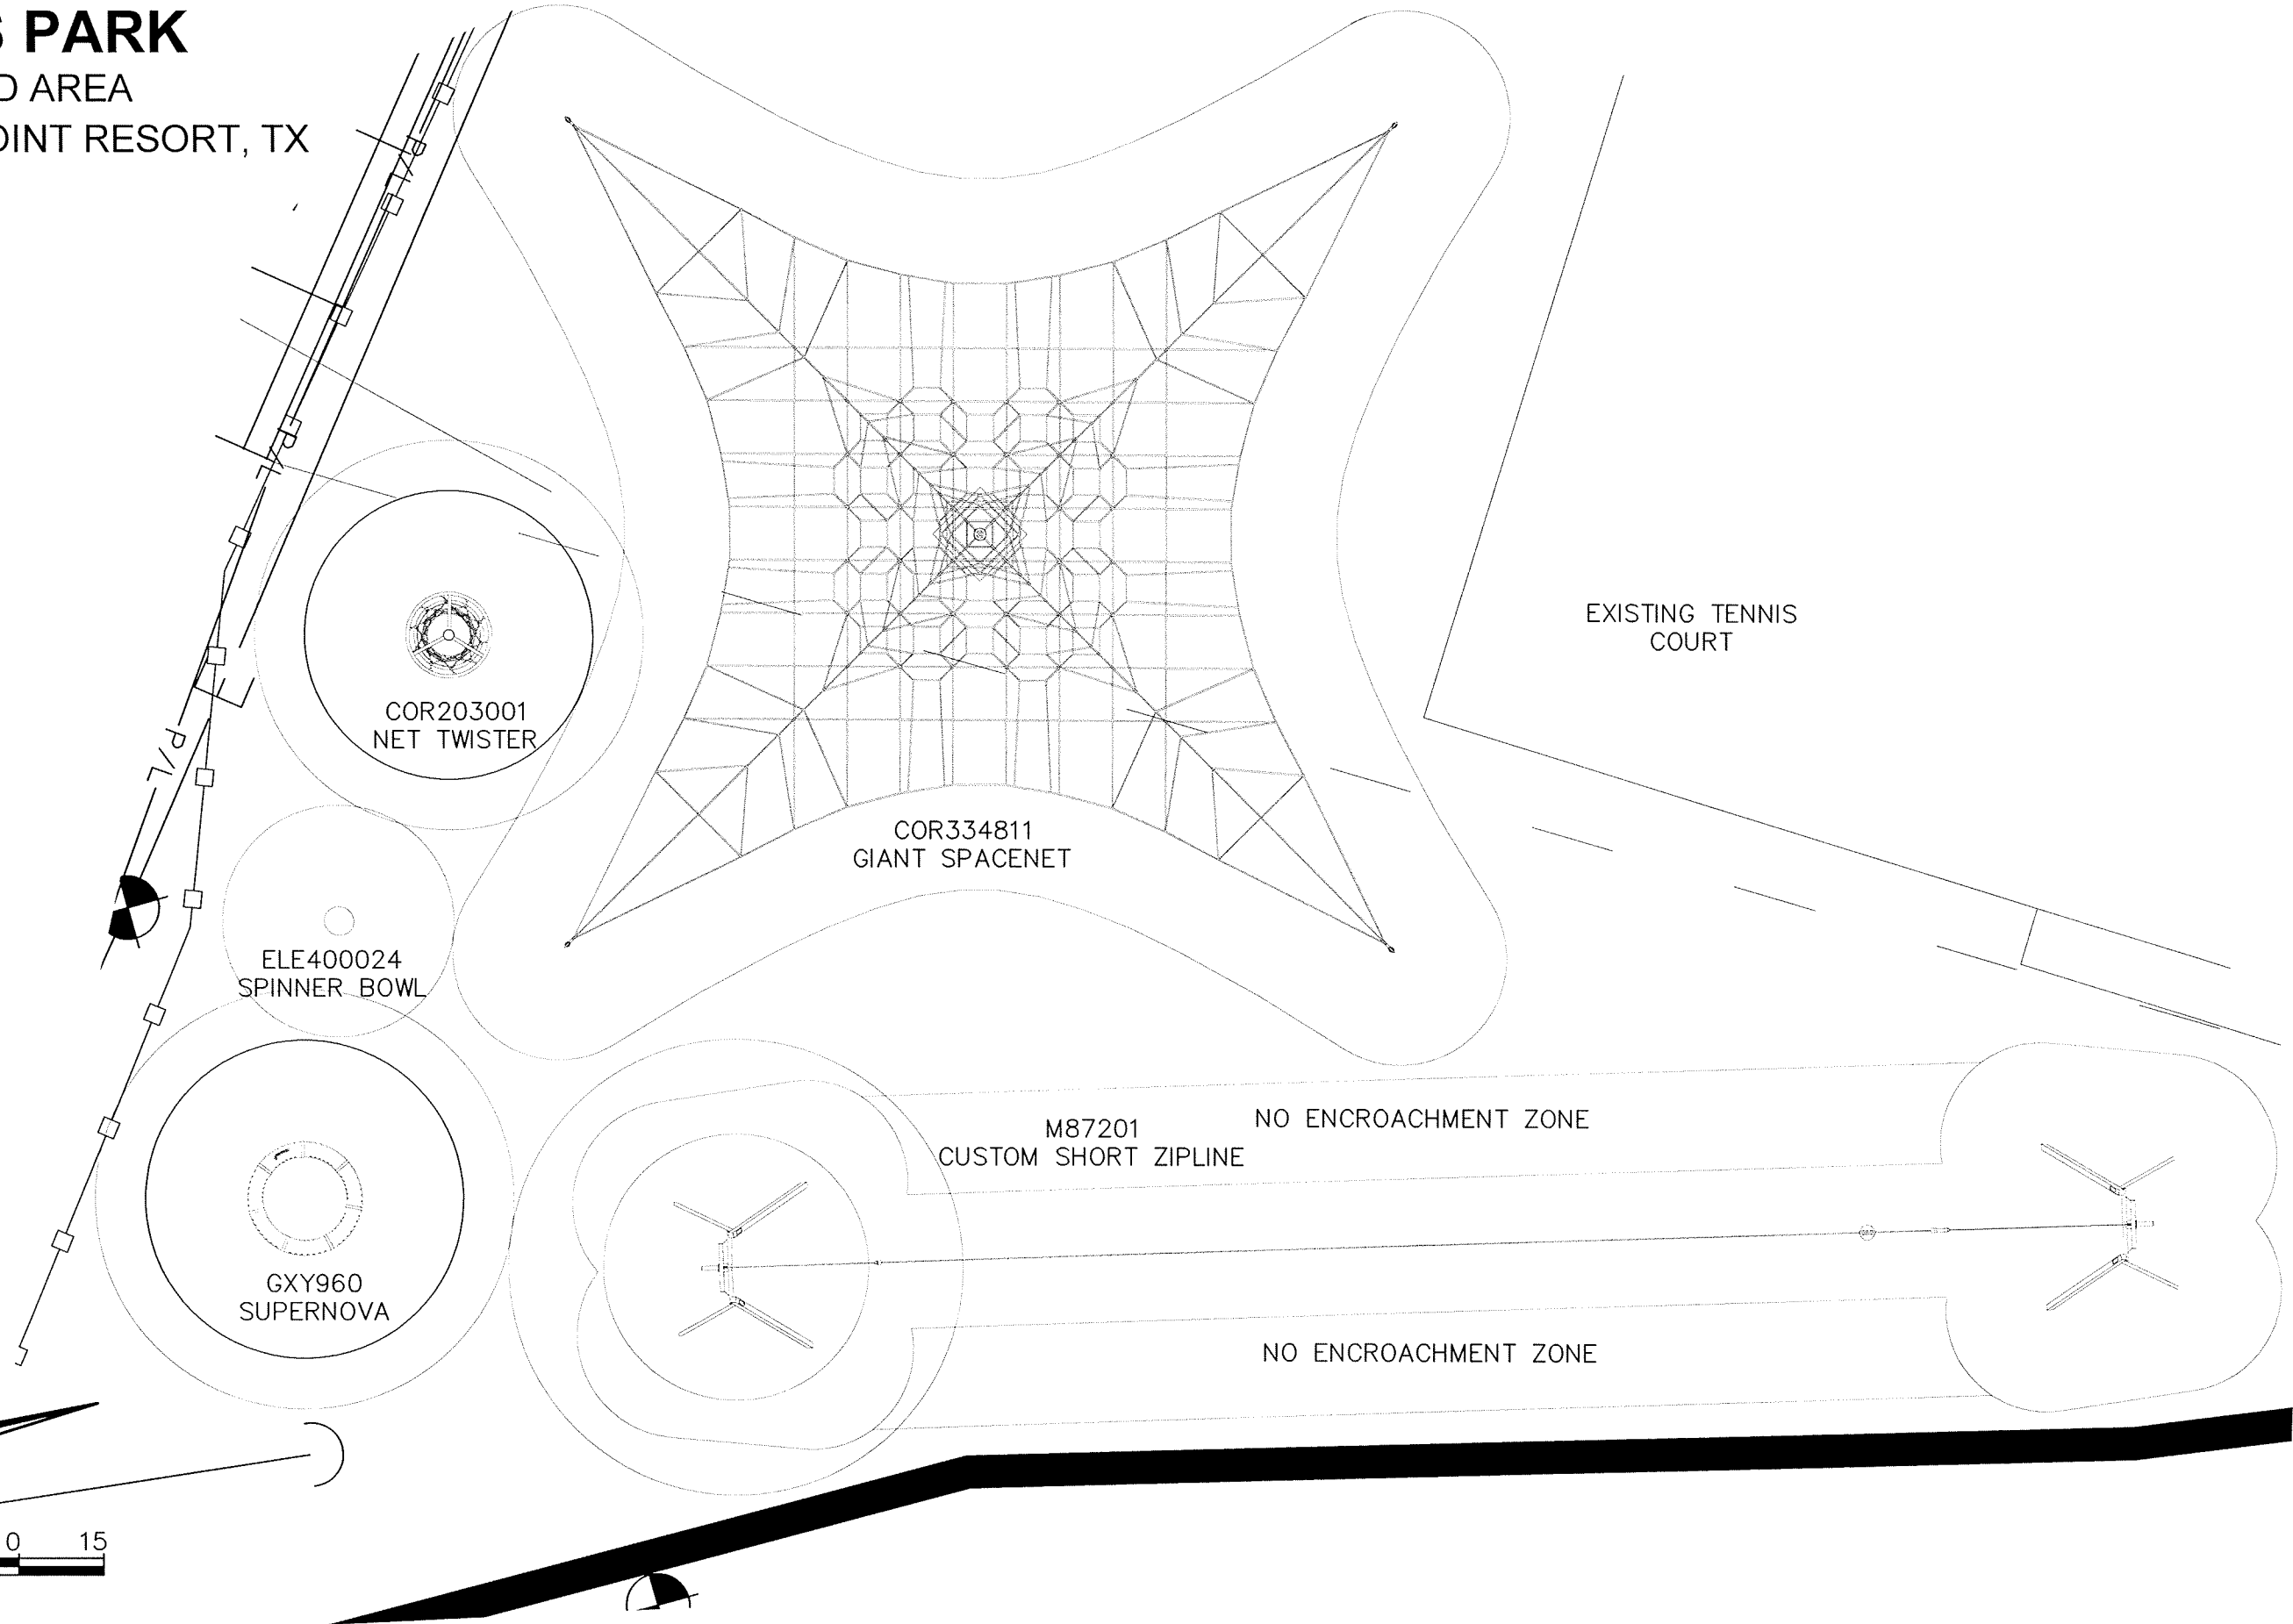 PARK
AREA
RESORT, TX
P/L
P/L
P/L
EXISTING TENNIS
COURT
COR203001
NET TWISTER
COR334811
GIANT SPACENET
ELE400024
SPINNER BOWL
M87201
CUSTOM SHORT ZIPLINE
NO ENCROACHMENT ZONE
GXY960
SUPERNOVA
NO ENCROACHMENT ZONE
0 15